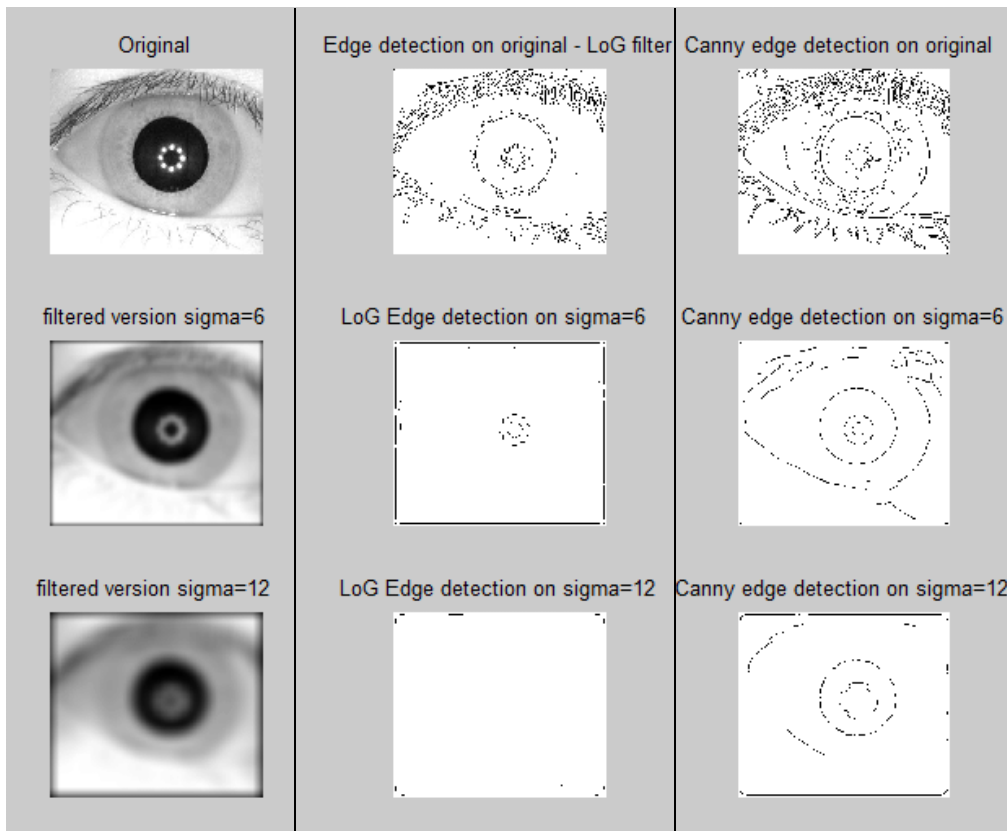 Original
Edge detection on original - LoG filter
Canny edge detection on original
filtered version sigma=6
LoG Edge detection on sigma=6
Canny edge detection on sigma=6
filtered version sigma=12
LoG Edge detection on sigma=12
Canny edge detection on sigma=12